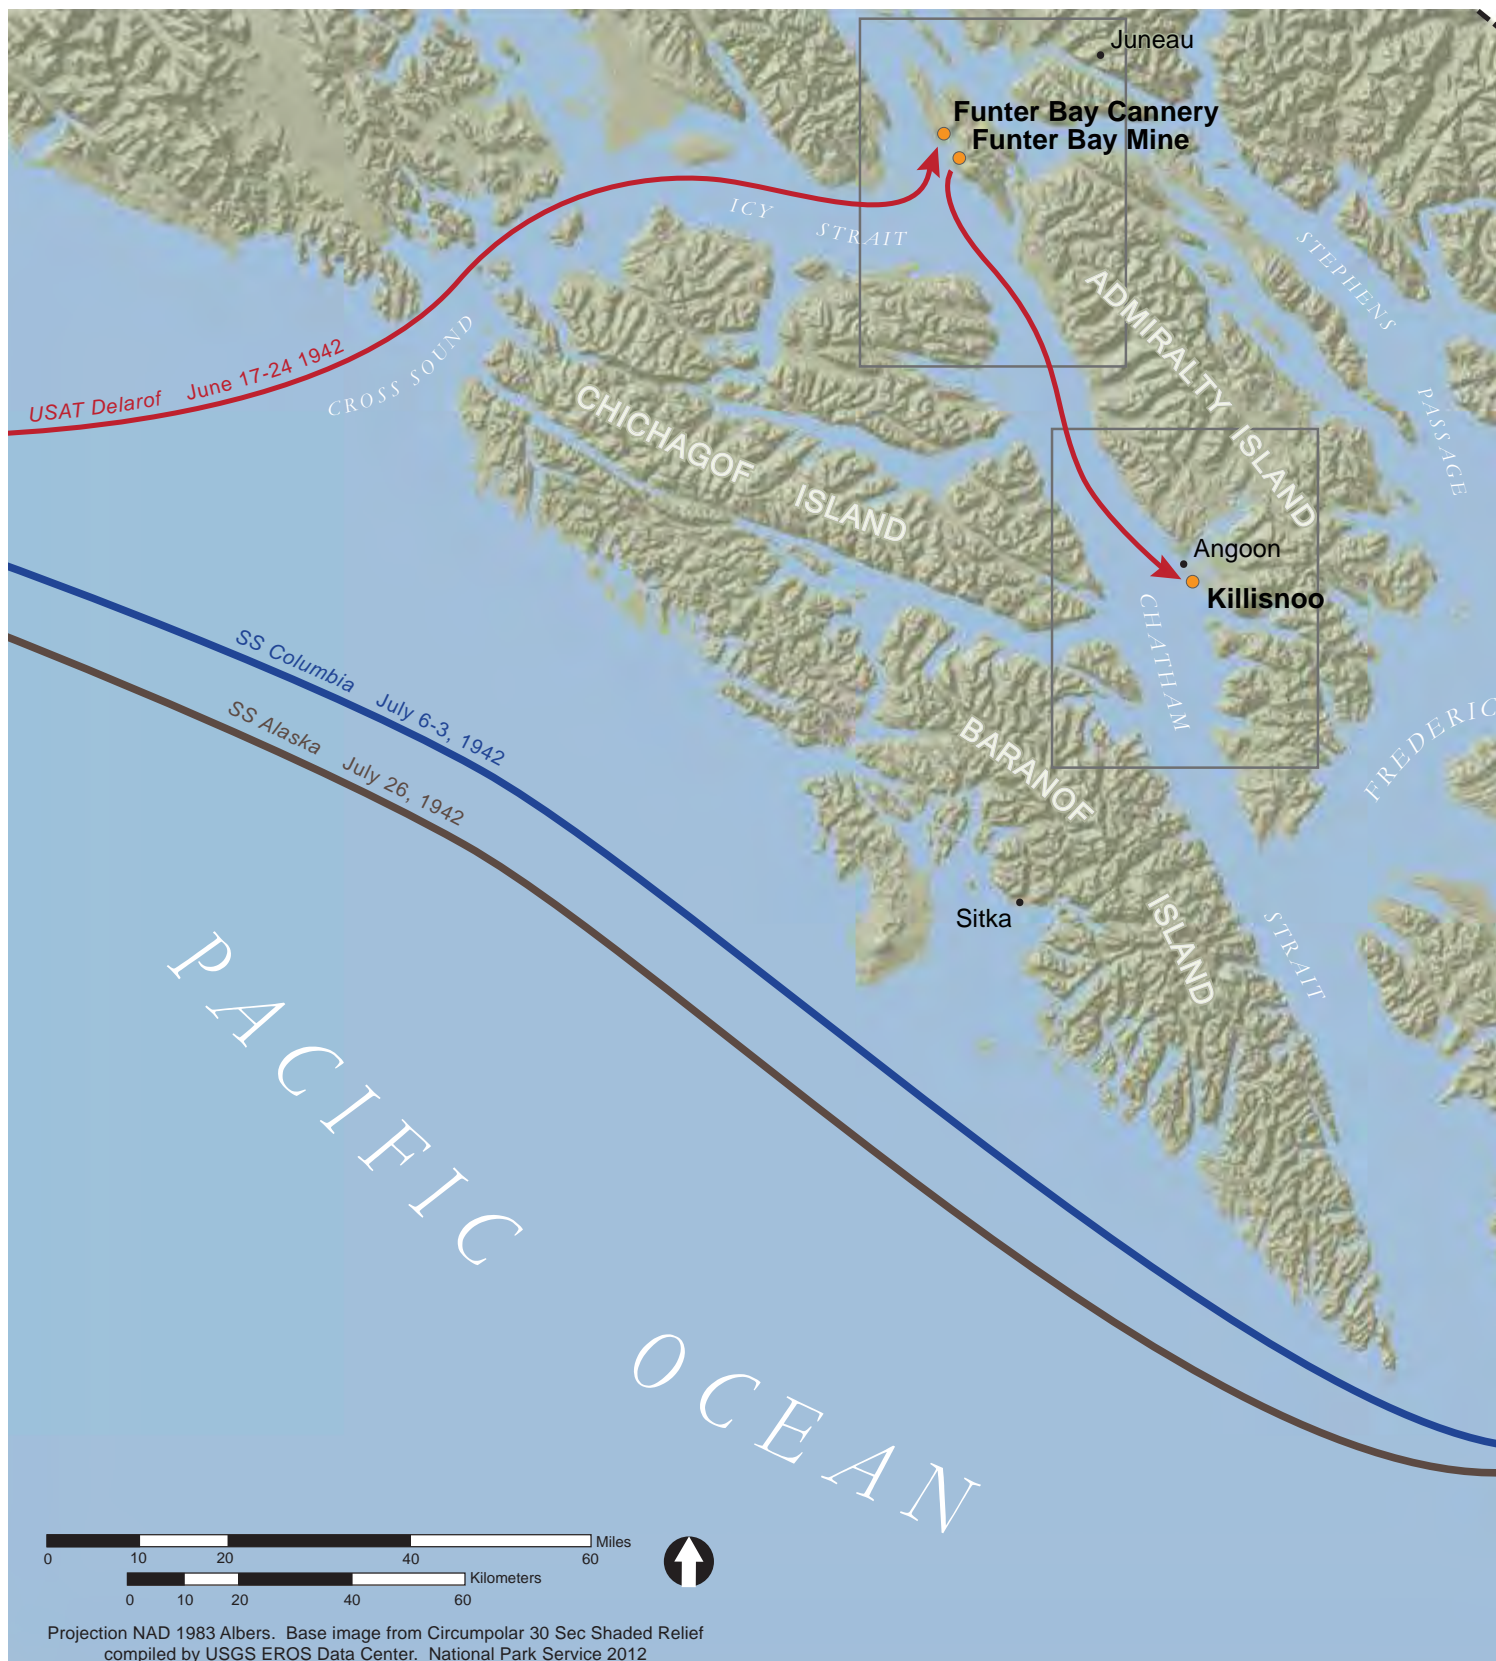 Juneau
Funter Bay Cannery
Funter Bay Mine
ICY STRAIT
STEPHENS PASSAGE
ADMIRALTY ISLAND
USAT Delarof June 17-24 1942
CROSS SOUND
CHICHAGOF ISLAND
Angoon
Killisnoo
CHATHAM STRAIT
SS Columbia July 6-3, 1942
SS Alaska July 26, 1942
FREDERIC
BARANOF ISLAND
Sitka
PACIFIC OCEAN
Miles
0 10 20 40 60
Kilometers
0 10 20 40 60
Projection NAD 1983 Albers. Base image from Circumpolar 30 Sec Shaded Relief
compiled by USGS EROS Data Center. National Park Service 2012